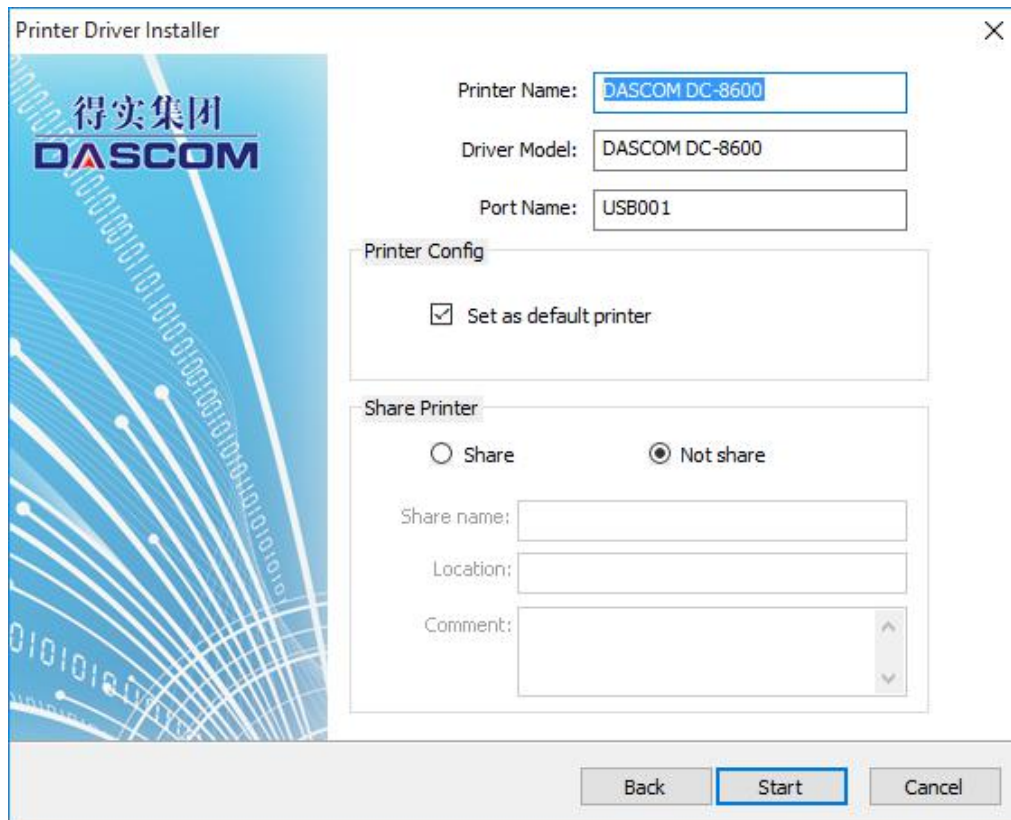 Printer Driver Installer
得实集团
DASCOM
Printer Name: DASCOM DC-8600
Driver Model: DASCOM DC-8600
Port Name: USB001
Printer Config
Set as default printer
Share Printer
Share Not share
Share name:
Location:
Comment:
Back Start Cancel